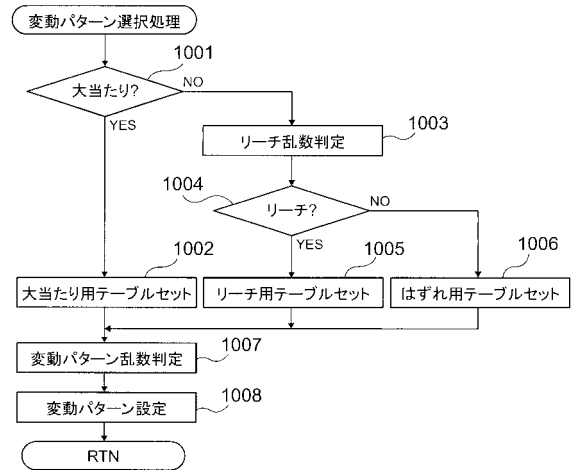 変動パターン選択処理
1001
大当たり?
NO
YES
1003
リーチ乱数判定
1004
リーチ?
NO
YES
1002
大当たり用テーブルセット
1005
リーチ用テーブルセット
1006
はずれ用テーブルセット
1007
変動パターン乱数判定
1008
変動パターン設定
RTN